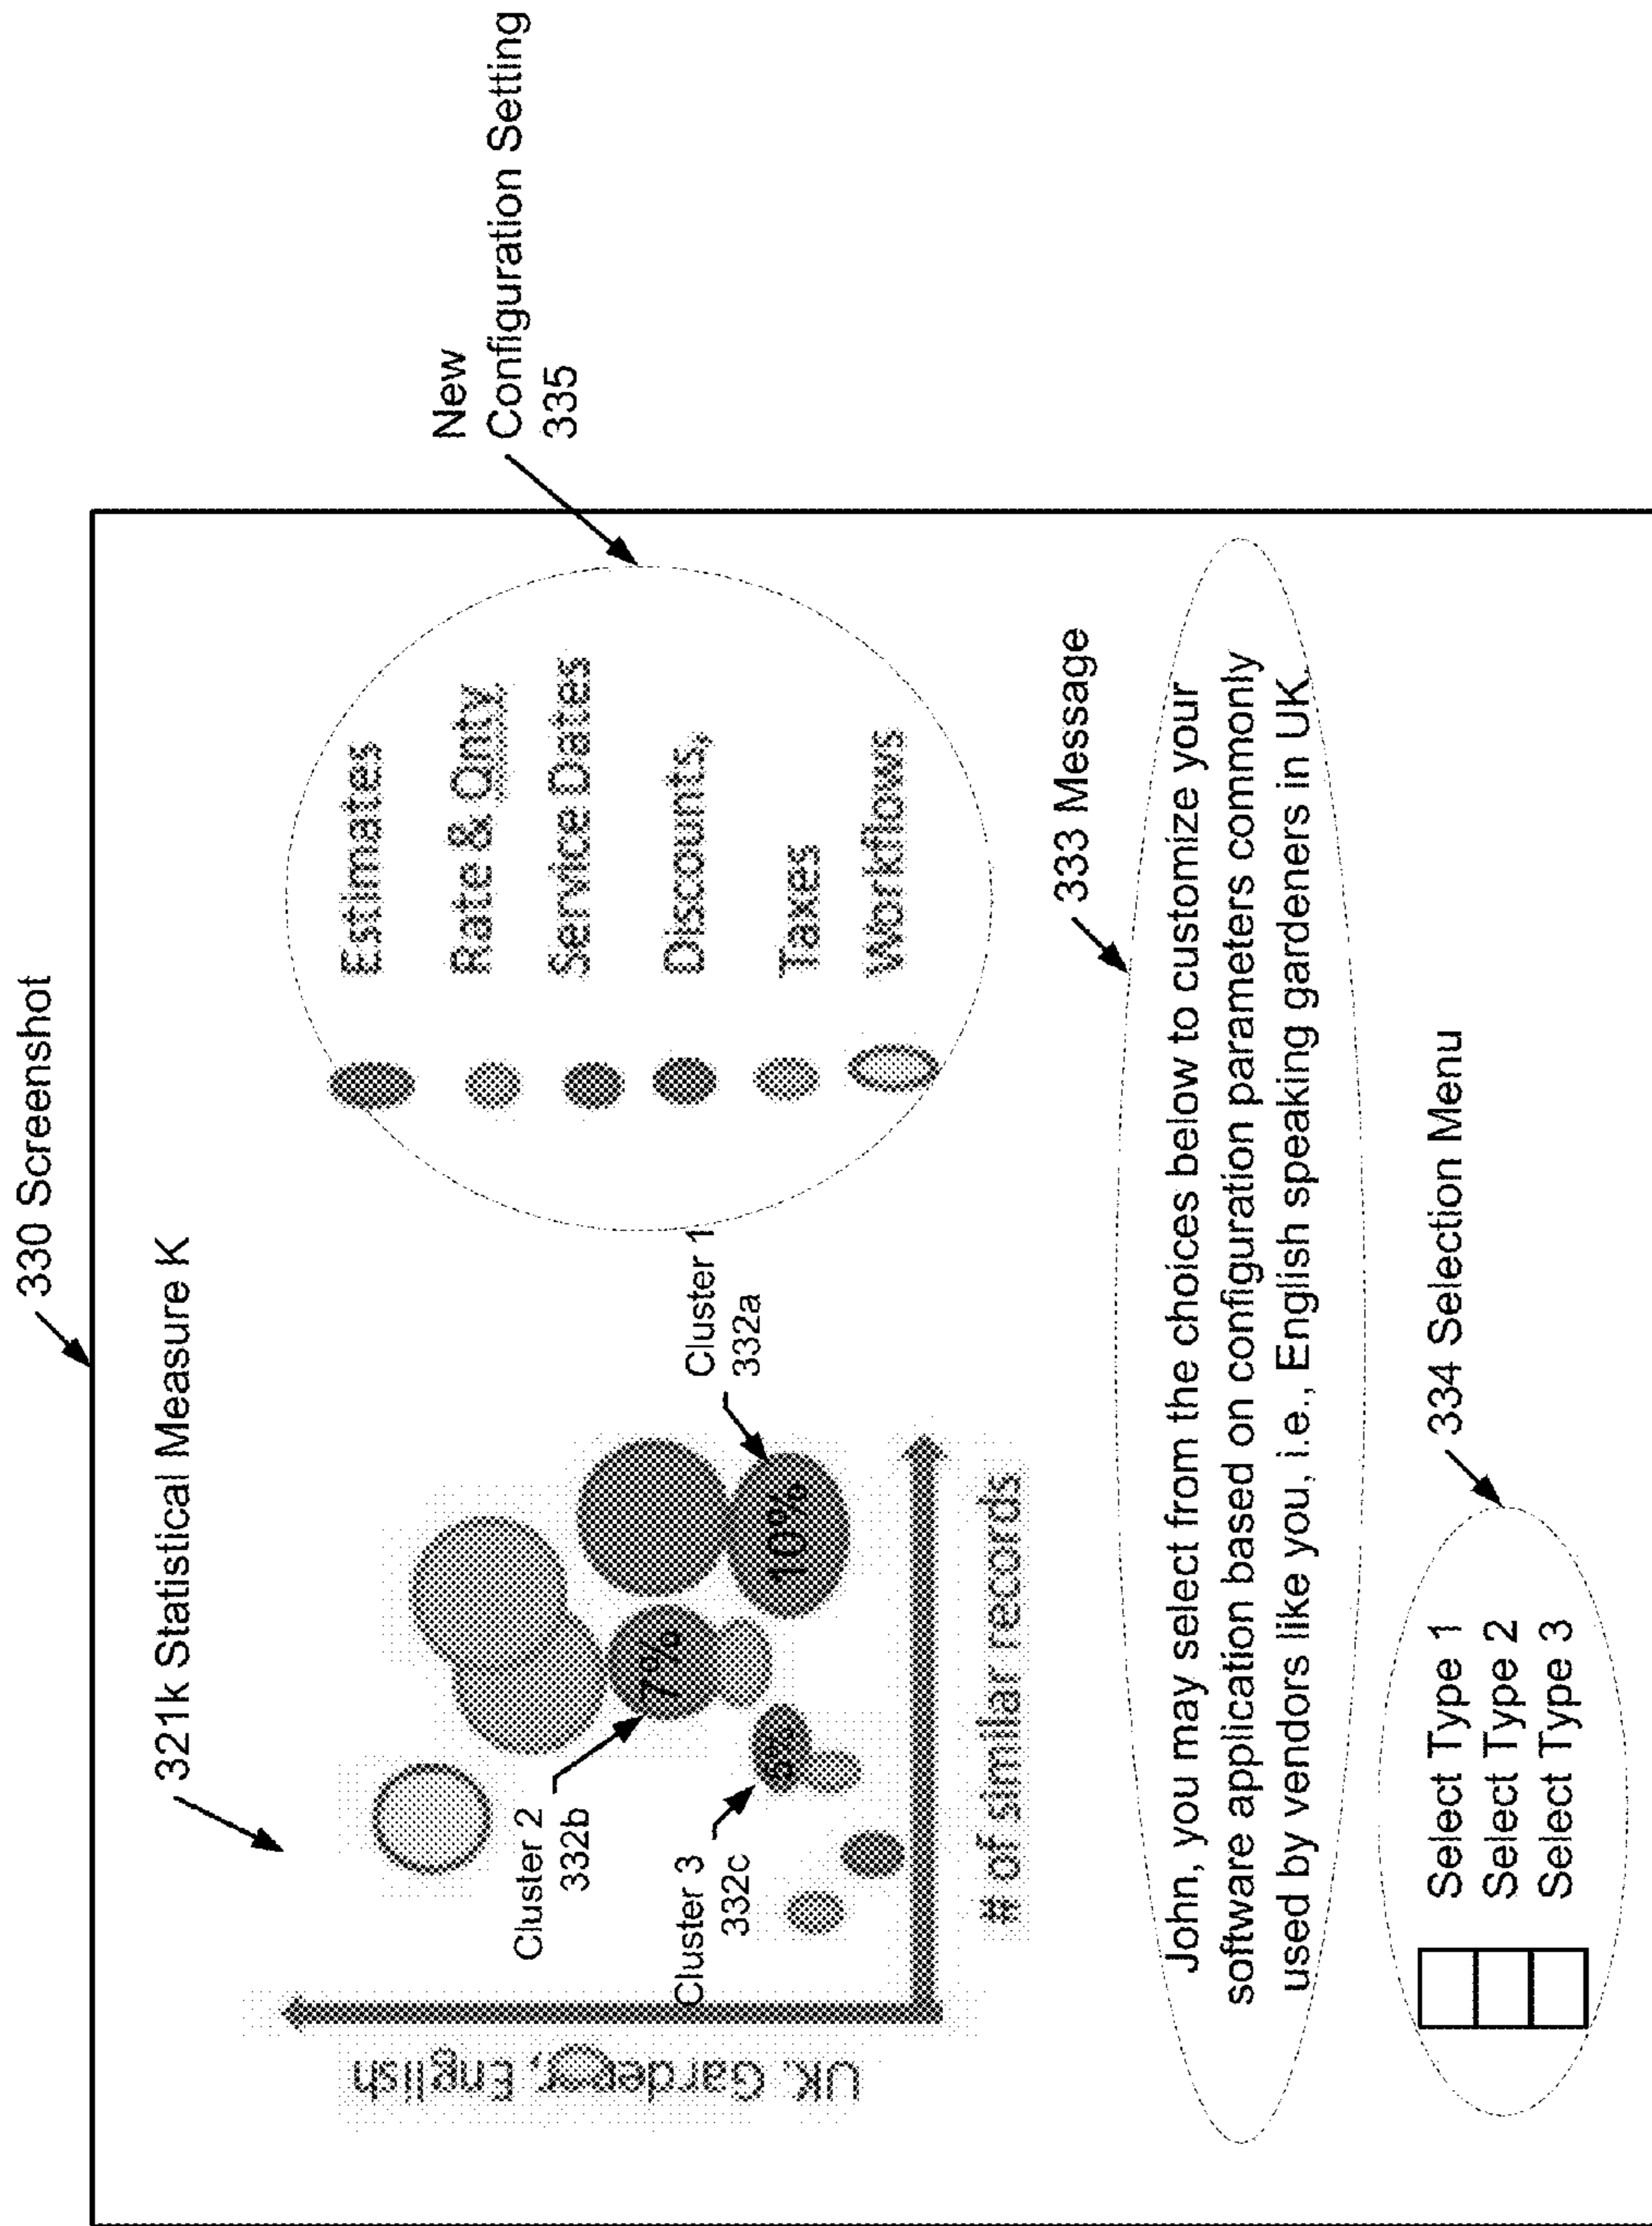 330 Screenshot
321k Statistical Measure K
New
Configuration Setting
335
UK. Gardener, English
# of similar records
Cluster 1
332a
Cluster 2
332b
Cluster 3
332c
10%
7%
Estimates
Rate & Qnty.
Service Dates
Discounts,
Taxes
Workflows
333 Message
John, you may select from the choices below to customize your
software application based on configuration parameters commonly
used by vendors like you, i.e., English speaking gardeners in UK.
334 Selection Menu
Select Type 1
Select Type 2
Select Type 3